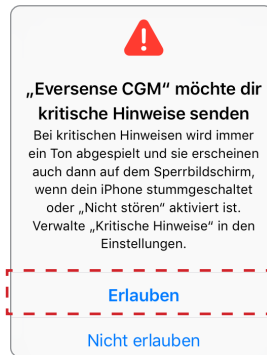 „Eversense CGM“ möchte dir
kritische Hinweise senden
Bei kritischen Hinweisen wird immer
ein Ton abgespielt und sie erscheinen
auch dann auf dem Sperrbildschirm,
wenn dein iPhone stummgeschaltet
oder „Nicht stören“ aktiviert ist.
Verwalte „Kritische Hinweise“ in den
Einstellungen.
Erlauben
Nicht erlauben